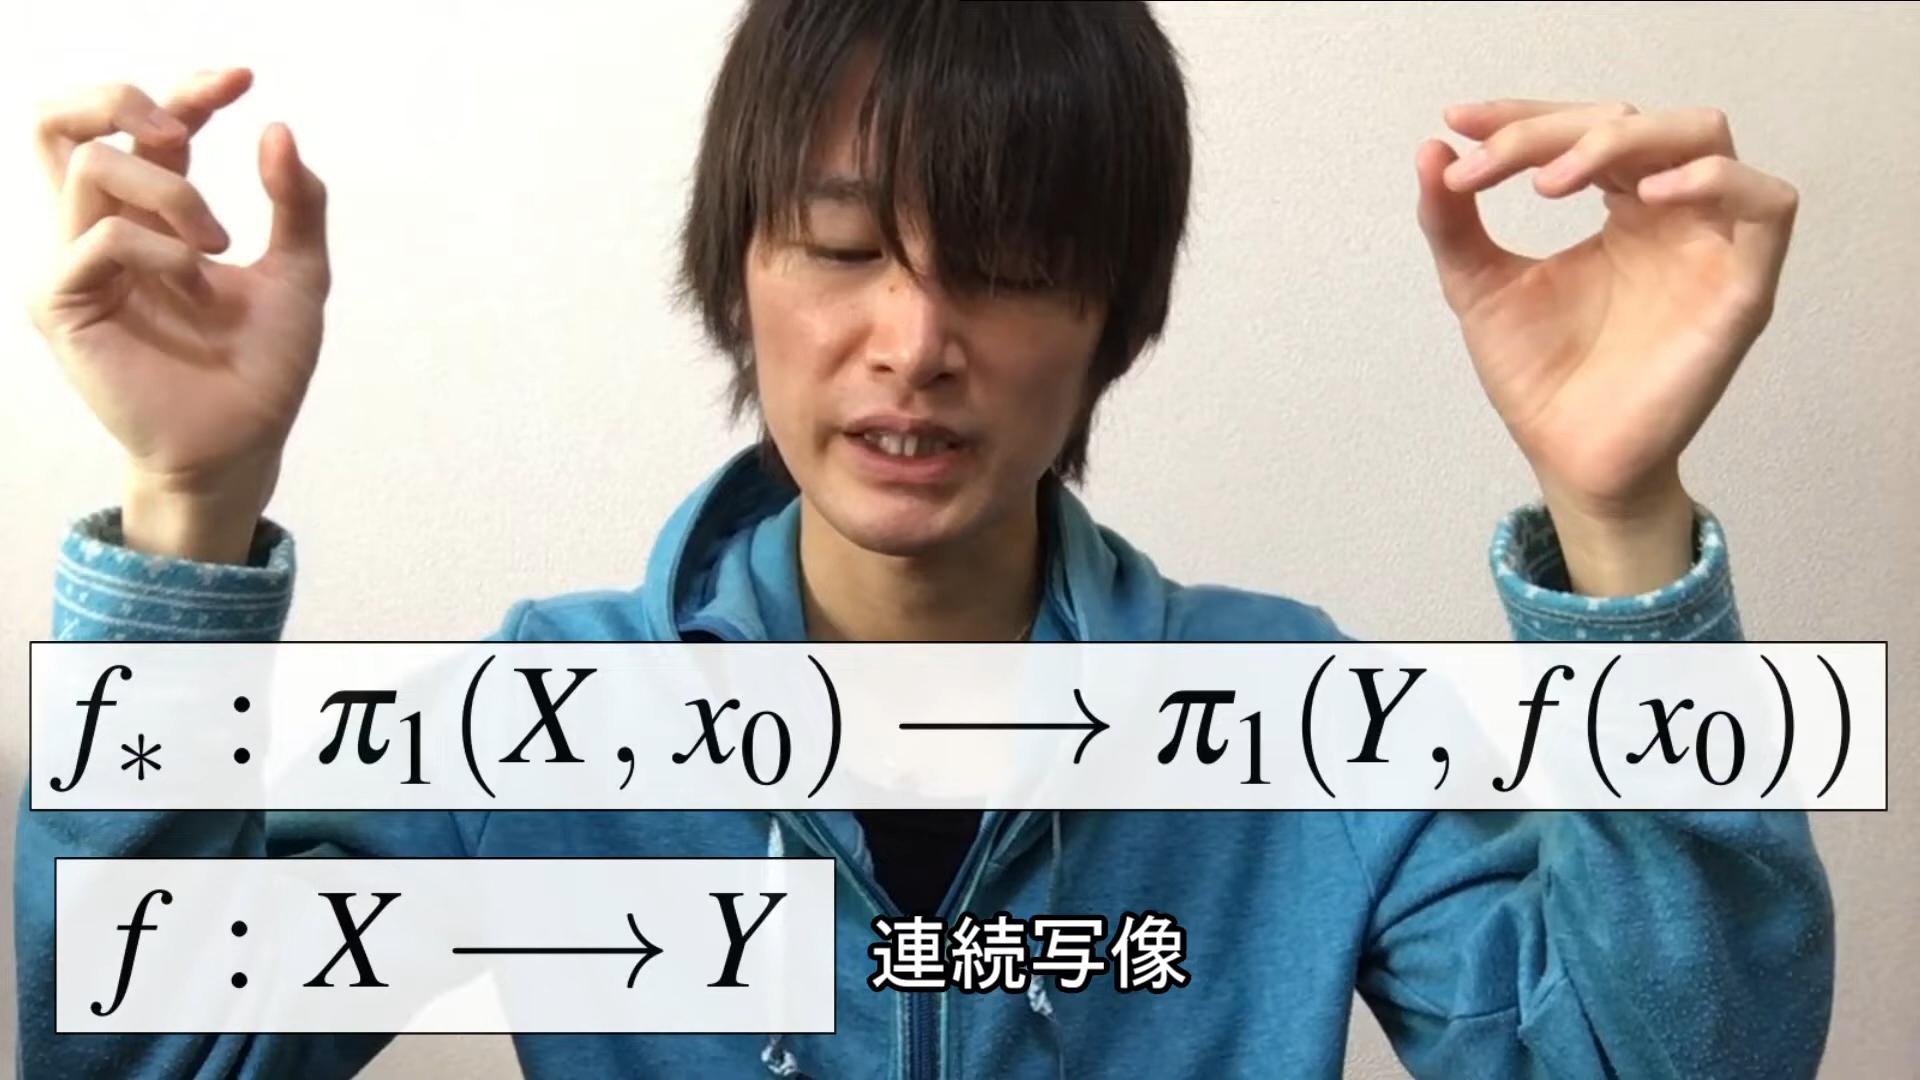 f_* : π_1(X, x_0) ⟶ π_1(Y, f(x_0))
f : X ⟶ Y 連続写像